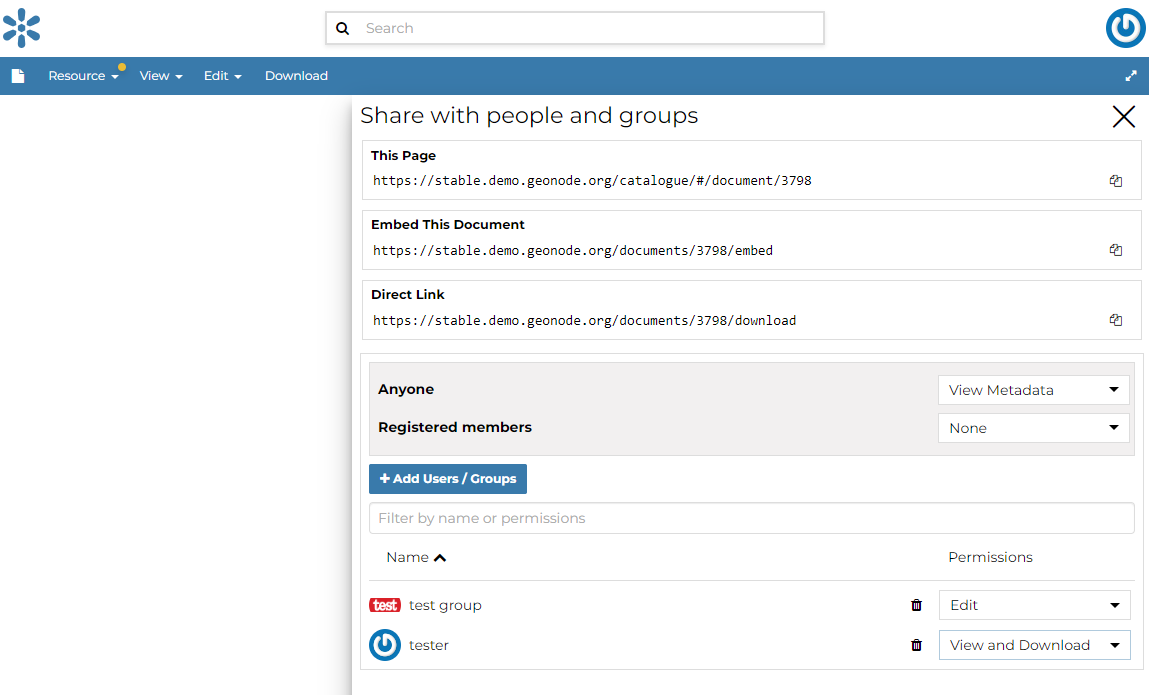 Search
Resource View Edit Download
Share with people and groups
This Page
https://stable.demo.geonode.org/catalogue/#/document/3798
Embed This Document
https://stable.demo.geonode.org/documents/3798/embed
Direct Link
https://stable.demo.geonode.org/documents/3798/download
Anyone View Metadata
Registered members None
+ Add Users / Groups
Filter by name or permissions
Name Permissions
test test group Edit
tester View and Download